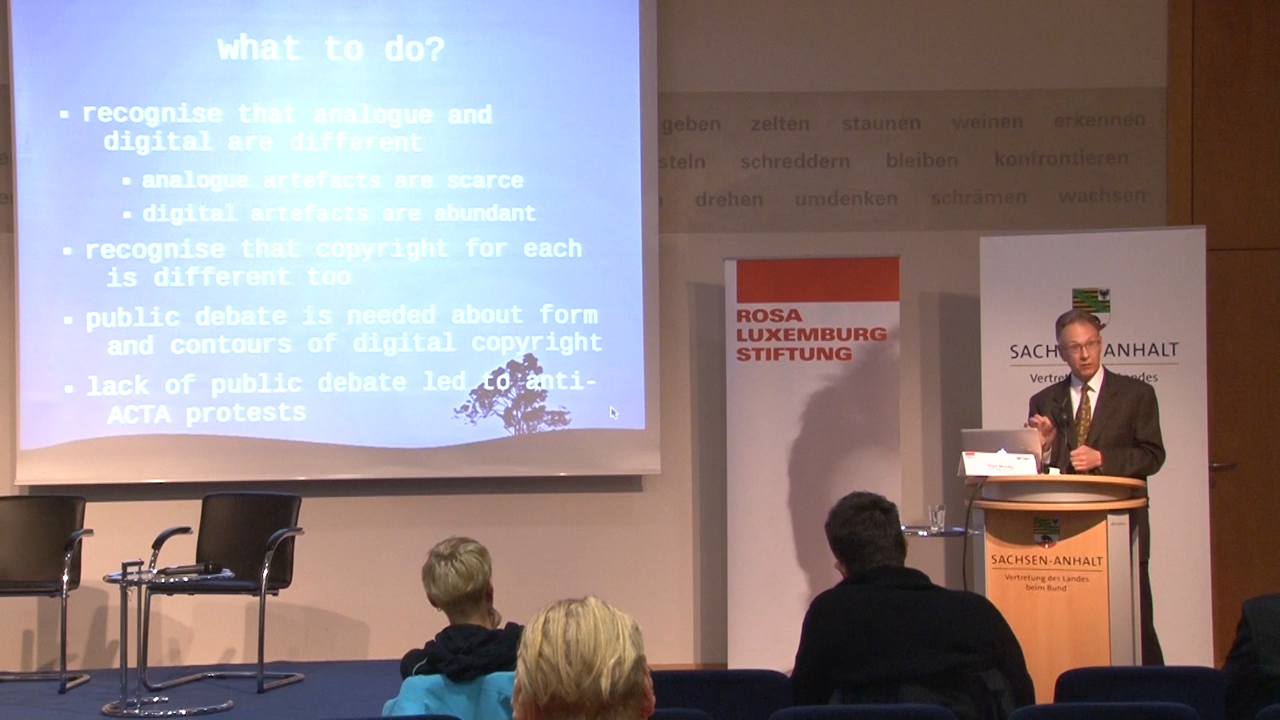 what to do?
▪ recognise that analogue and
digital are different
▪ analogue artefacts are scarce
▪ digital artefacts are abundant
▪ recognise that copyright for each
is different too
▪ public debate is needed about form
and contours of digital copyright
▪ lack of public debate led to anti-
ACTA protests
geben zelten staunen weinen erkennen
steln schreddern bleiben konfrontieren
drehen umdenken schrämen wachsen
ROSA
LUXEMBURG
STIFTUNG
SACH ANHALT
Vertre des
SACHSEN-ANHALT
Vertretung des Landes
beim Bund